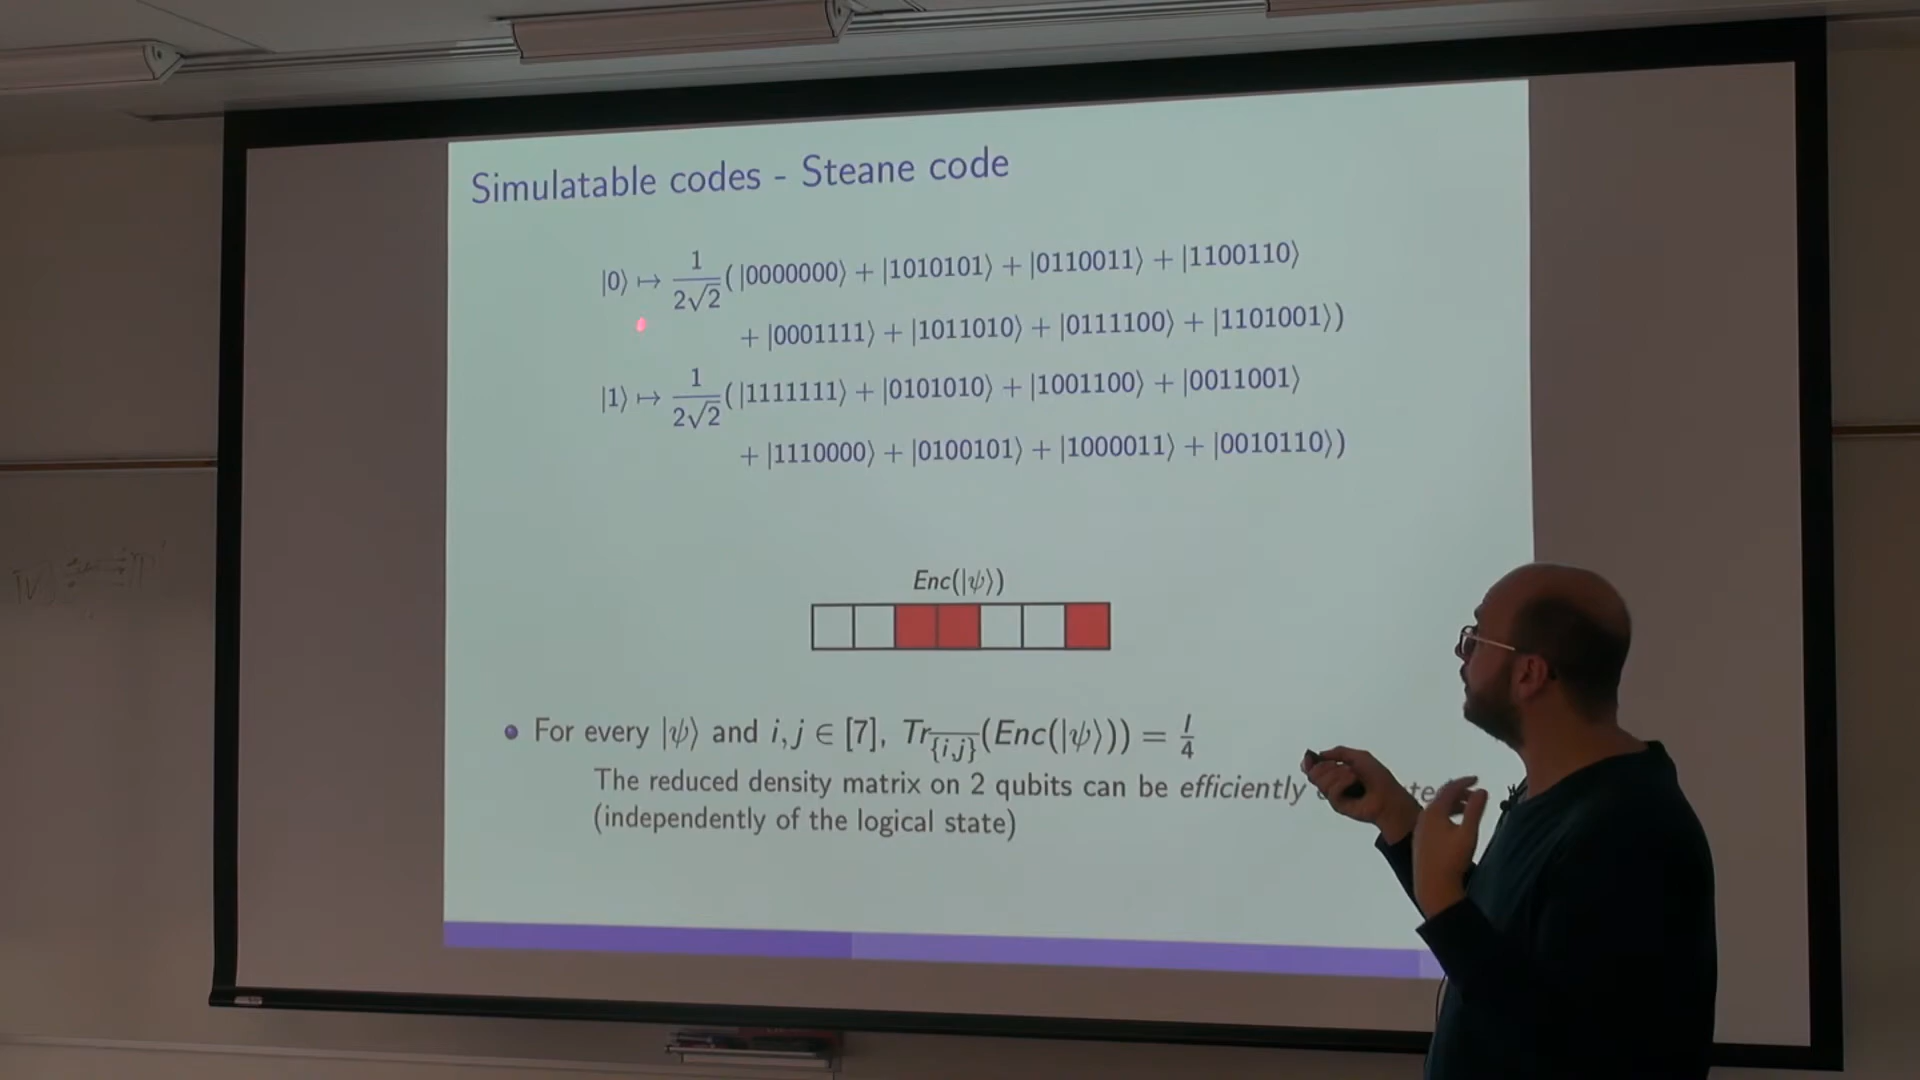 Simulatable codes - Steane code
|0⟩ ↦ 1/2√2 (|0000000⟩ + |1010101⟩ + |0110011⟩ + |1100110⟩
+ |0001111⟩ + |1011010⟩ + |0111100⟩ + |1101001⟩)
|1⟩ ↦ 1/2√2 (|1111111⟩ + |0101010⟩ + |1001100⟩ + |0011001⟩
+ |1110000⟩ + |0100101⟩ + |1000011⟩ + |0010110⟩)
Enc(|ψ⟩)
For every |ψ⟩ and i, j ∈ [7], Tr_{\overline{\{i,j\}}}(Enc(|ψ⟩)) = I/4
The reduced density matrix on 2 qubits can be efficiently
(independently of the logical state)